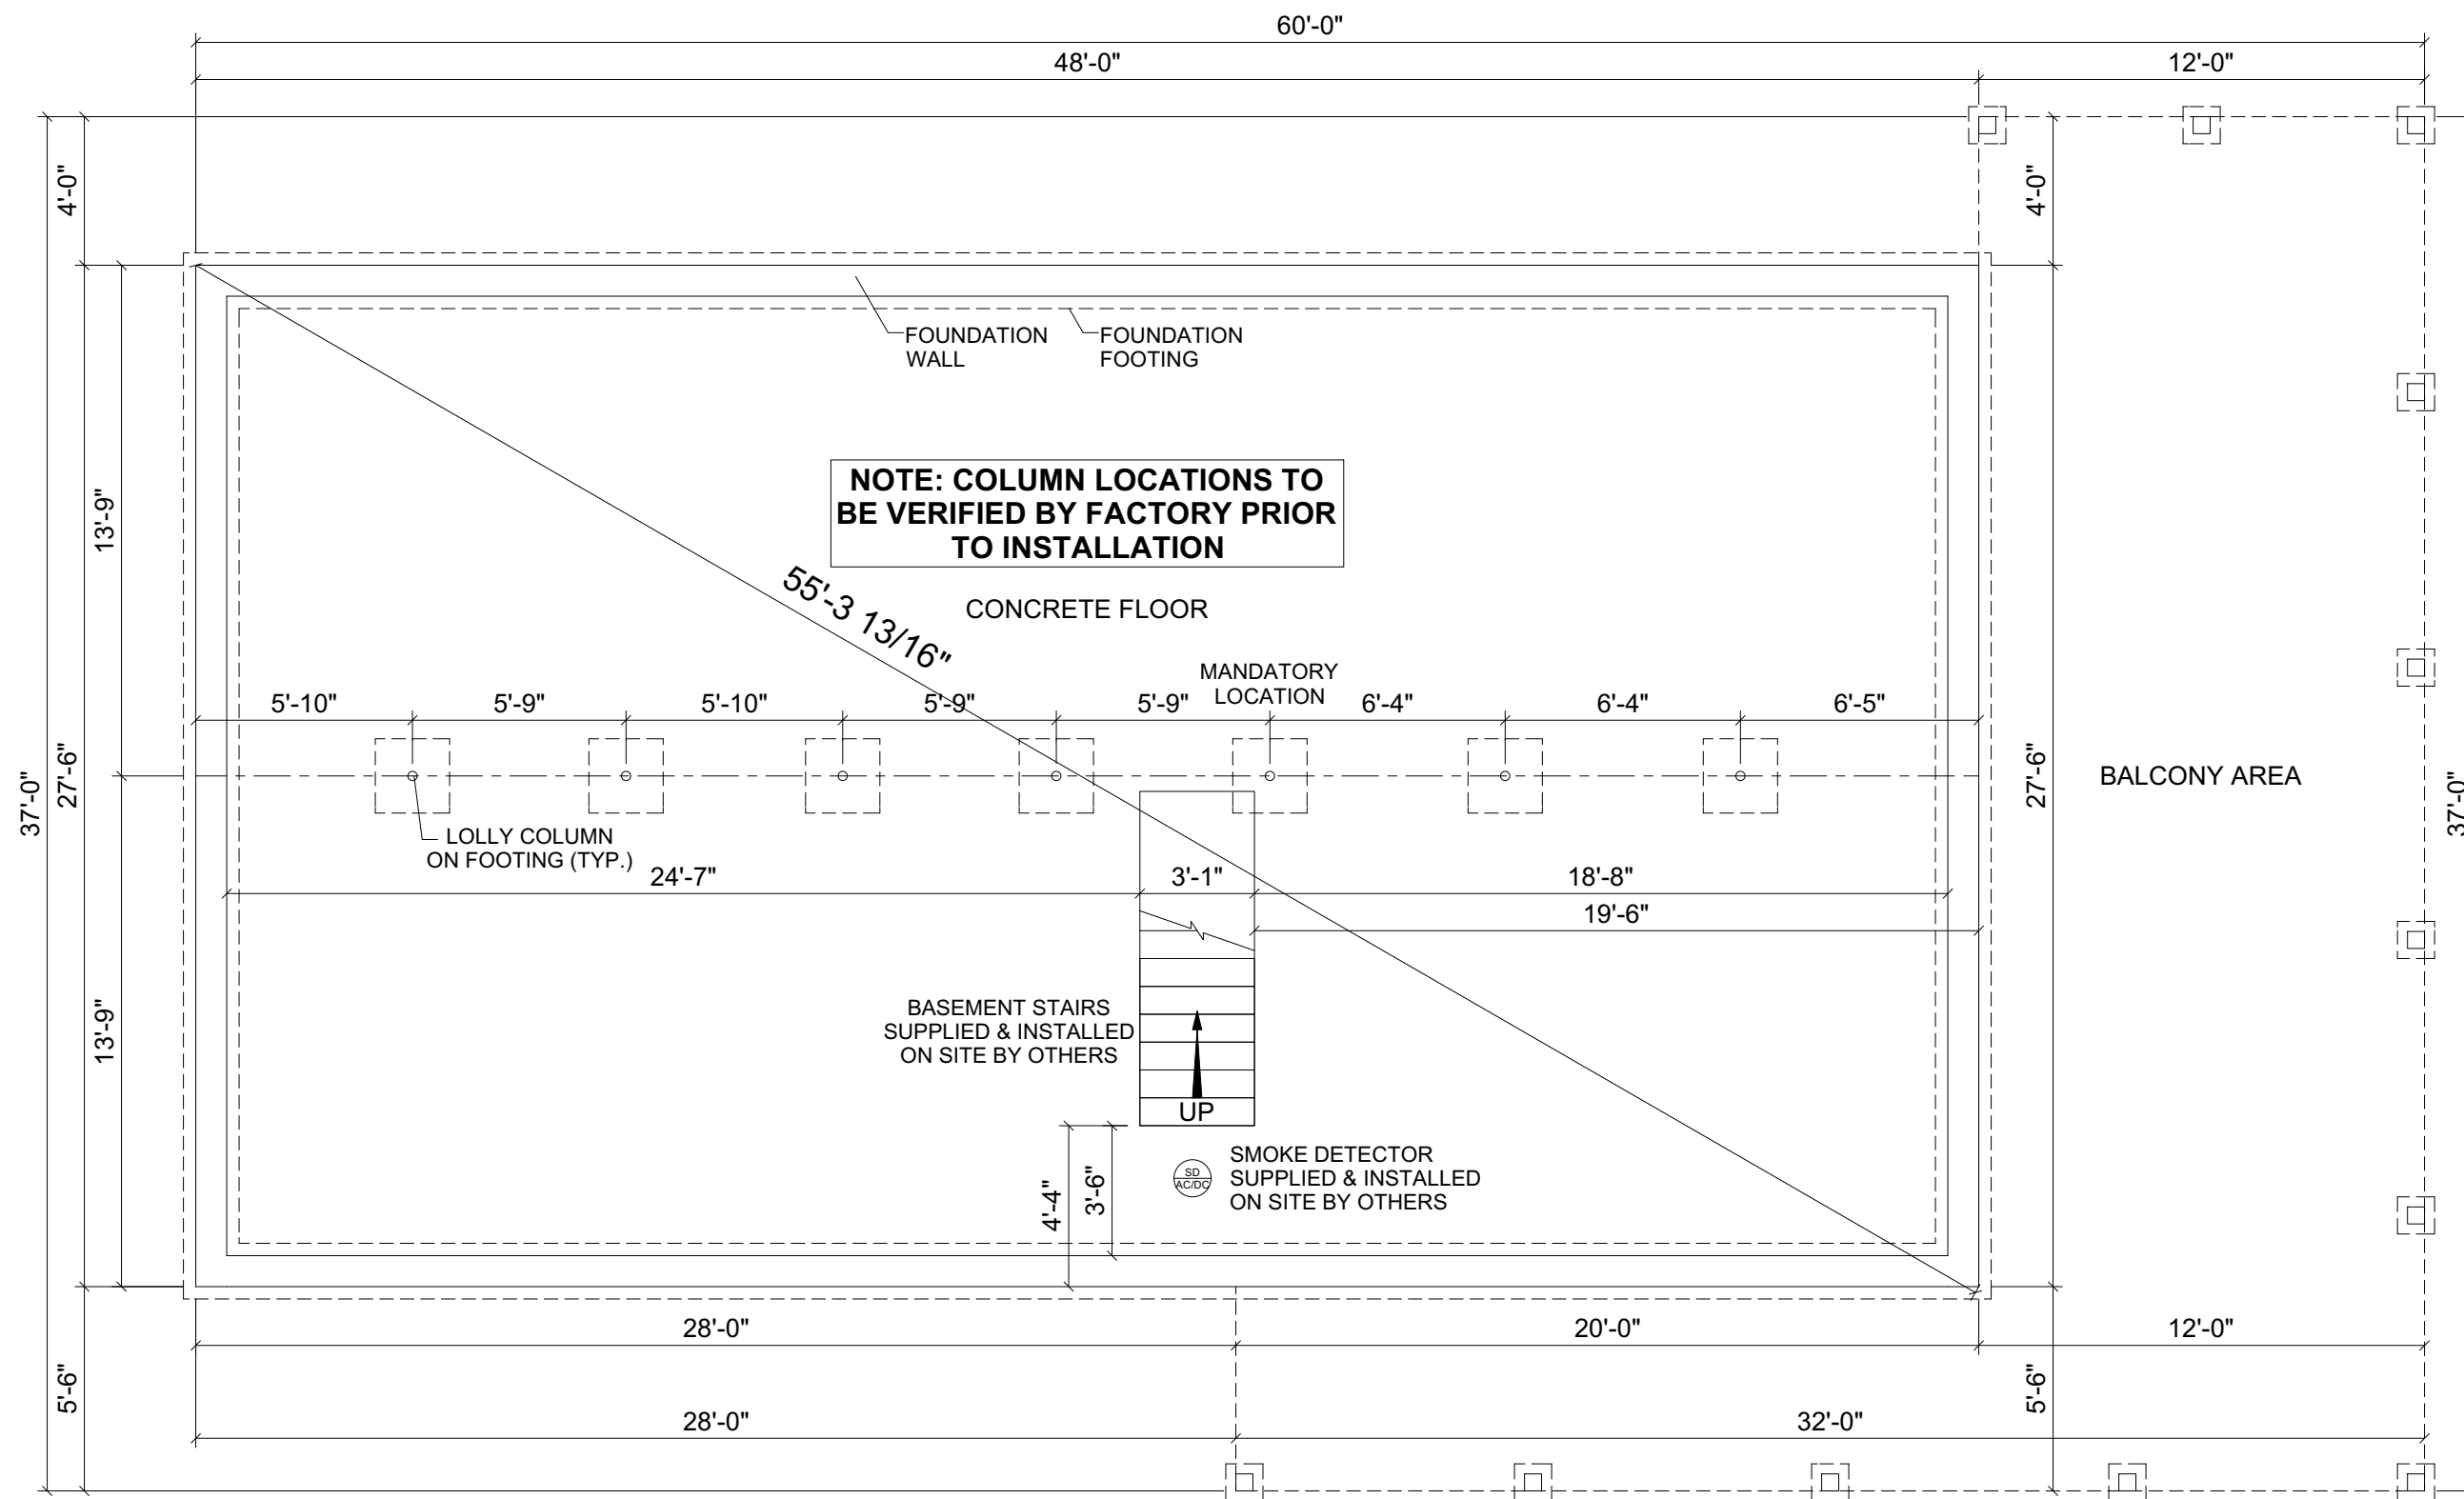 60'-0"
48'-0"
12'-0"
4'-0"
4'-0"
FOUNDATION
WALL
FOUNDATION
FOOTING
NOTE: COLUMN LOCATIONS TO
BE VERIFIED BY FACTORY PRIOR
TO INSTALLATION
13'-9"
55'-3 13/16"
CONCRETE FLOOR
MANDATORY
LOCATION
5'-10"
5'-9"
5'-10"
5'-9"
5'-9"
6'-4"
6'-4"
6'-5"
37'-0"
27'-6"
27'-6"
BALCONY AREA
37'-0"
LOLLY COLUMN
ON FOOTING (TYP.)
24'-7"
3'-1"
18'-8"
19'-6"
13'-9"
BASEMENT STAIRS
SUPPLIED & INSTALLED
ON SITE BY OTHERS
UP
4'-4"
3'-6"
SD
AC/DC
SMOKE DETECTOR
SUPPLIED & INSTALLED
ON SITE BY OTHERS
28'-0"
20'-0"
12'-0"
5'-6"
5'-6"
28'-0"
32'-0"